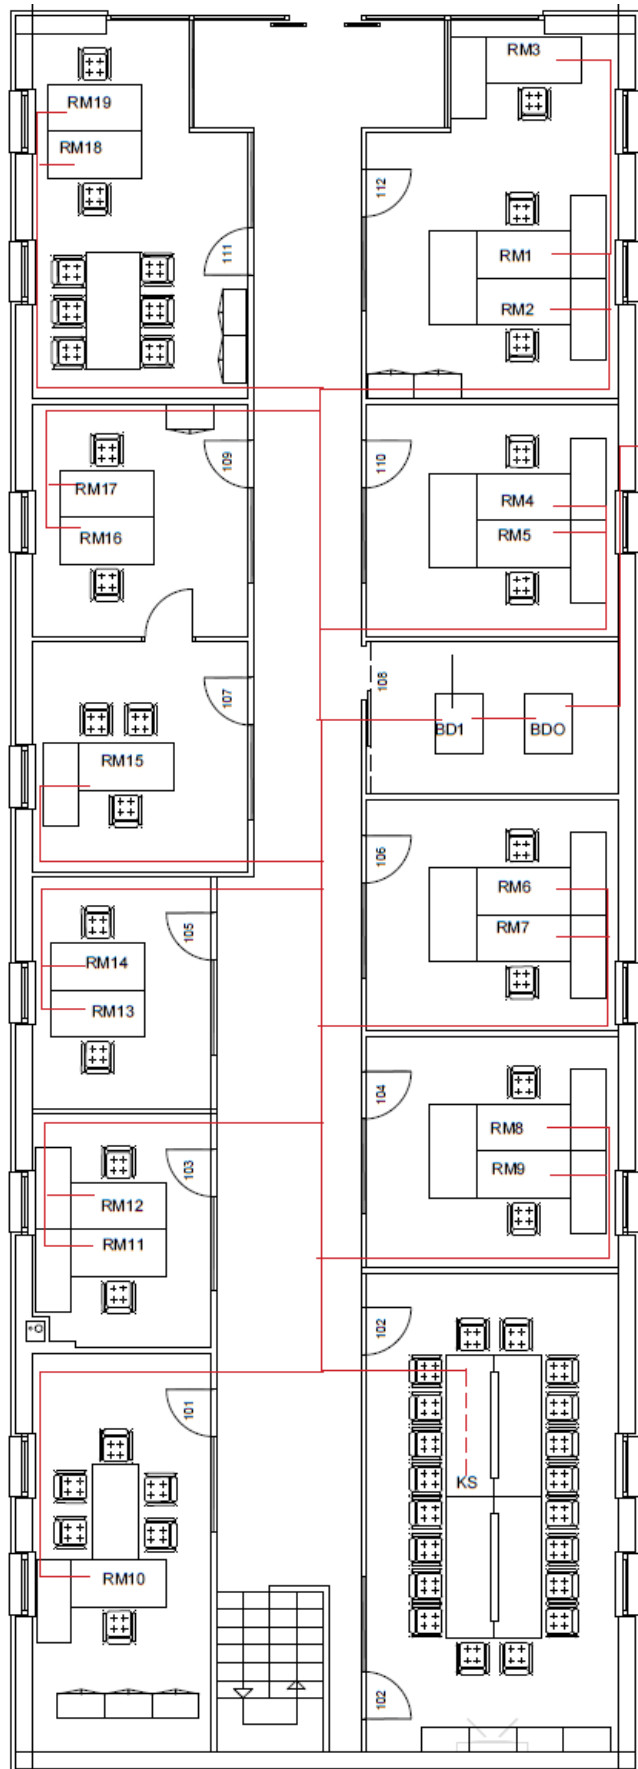 RM3
RM19
RM18
112
111
RM1
RM2
109
110
RM17
RM4
RM16
RM5
107
108
BD1
BDO
RM15
106
RM6
105
RM7
RM14
RM13
104
RM8
103
RM9
RM12
RM11
102
101
KS
RM10
102